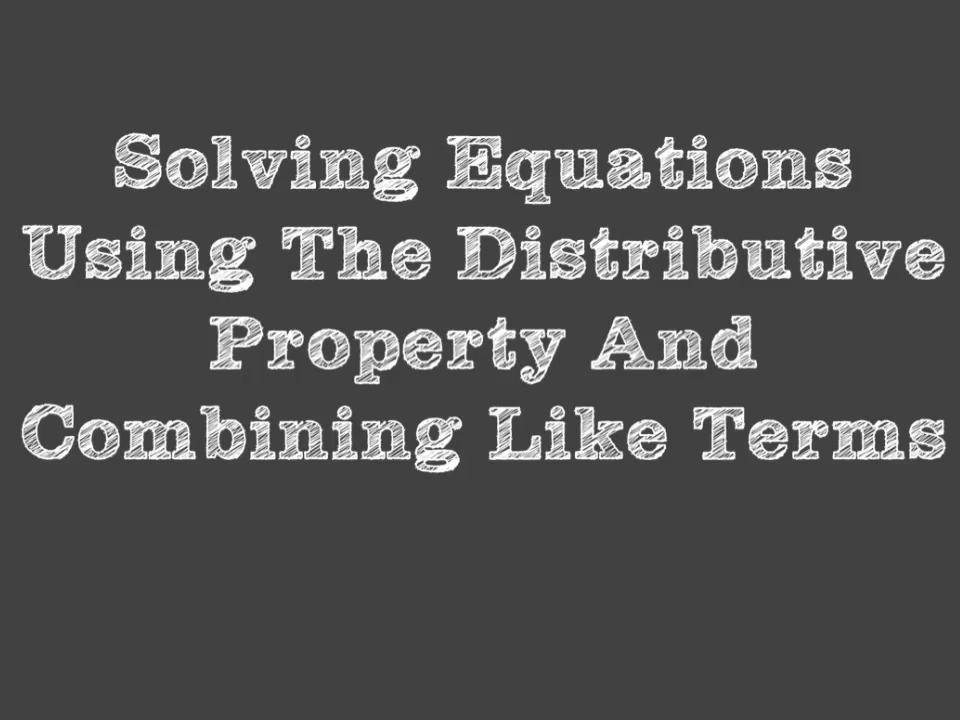 Solving Equations
Using The Distributive
Property And
Combining Like Terms